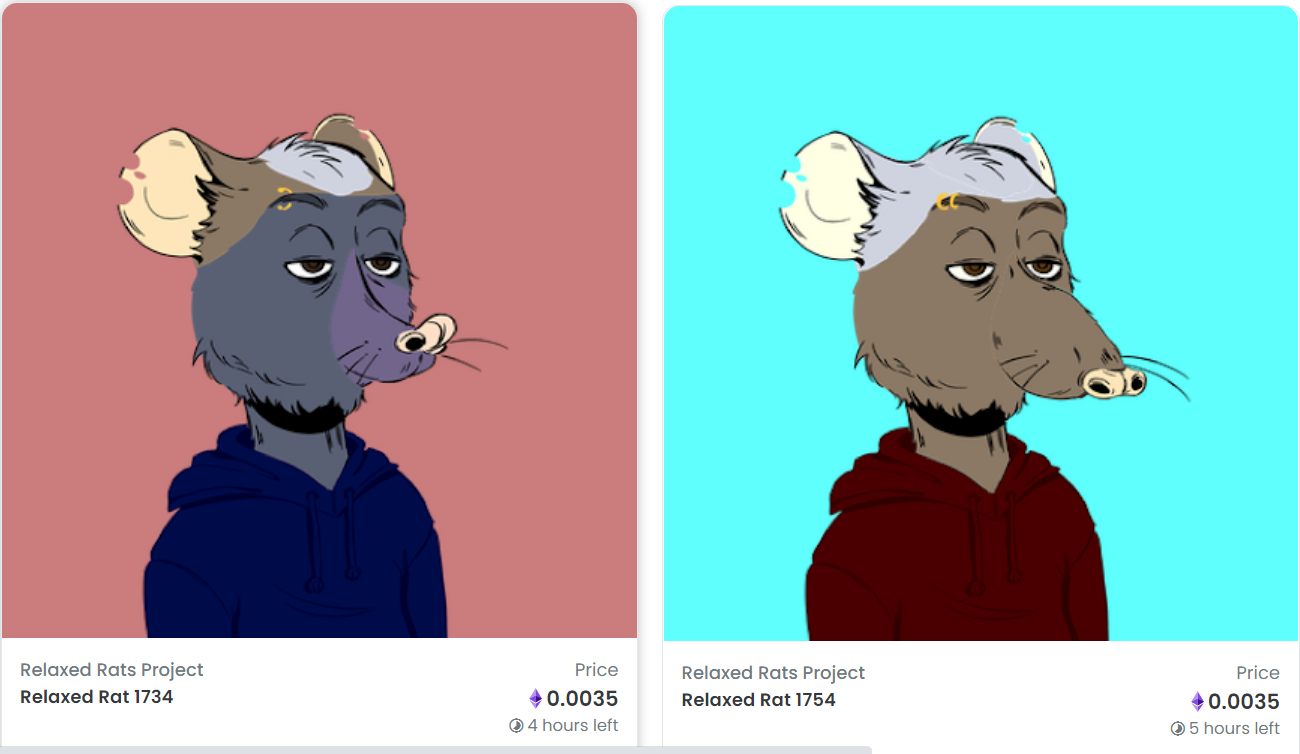 Relaxed Rats Project
Price
Relaxed Rat 1734
0.0035
4 hours left
Relaxed Rats Project
Price
Relaxed Rat 1754
0.0035
5 hours left